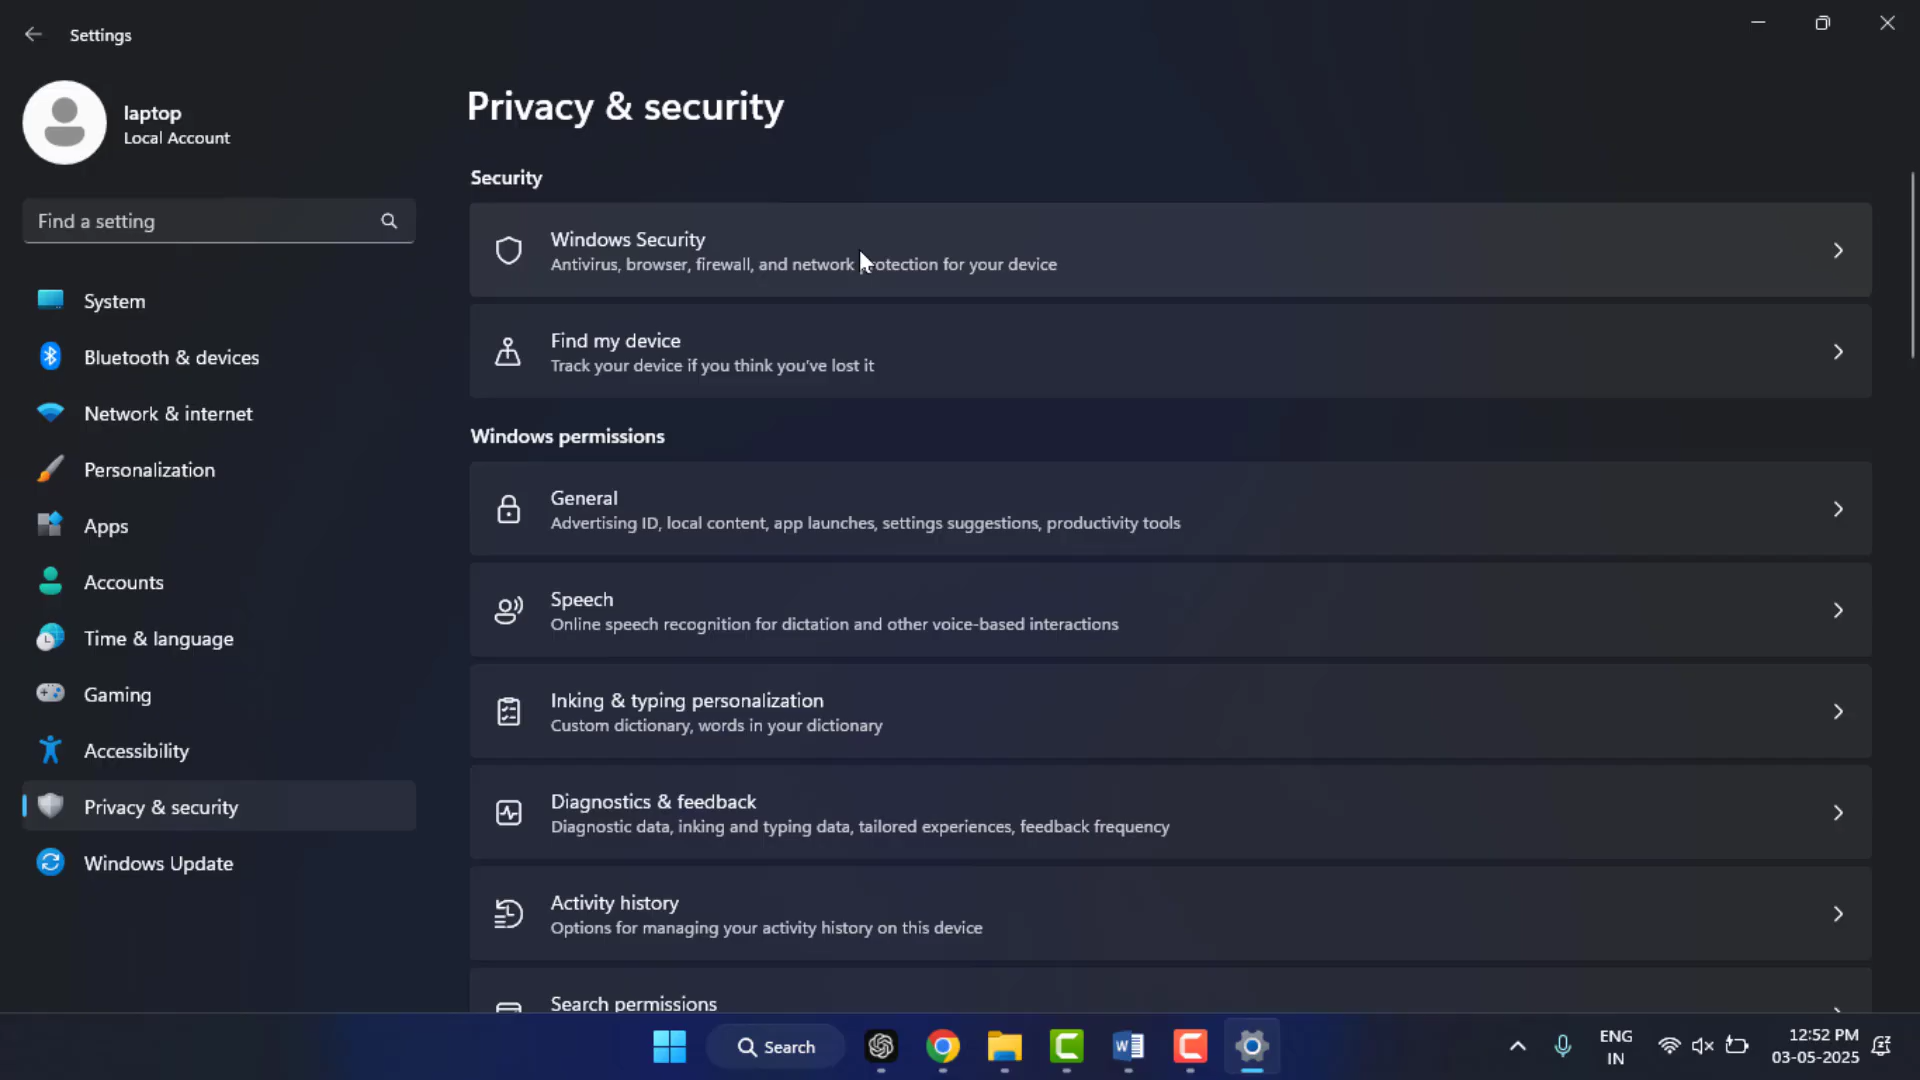 Settings
laptop
Local Account
Find a setting
System
Bluetooth & devices
Network & internet
Personalization
Apps
Accounts
Time & language
Gaming
Accessibility
Privacy & security
Windows Update
Privacy & security
Security
Windows Security
Antivirus, browser, firewall, and network protection for your device
Find my device
Track your device if you think you've lost it
Windows permissions
General
Advertising ID, local content, app launches, settings suggestions, productivity tools
Speech
Online speech recognition for dictation and other voice-based interactions
Inking & typing personalization
Custom dictionary, words in your dictionary
Diagnostics & feedback
Diagnostic data, inking and typing data, tailored experiences, feedback frequency
Activity history
Options for managing your activity history on this device
Search permissions
Search
ENG
IN
12:52 PM
03-05-2025